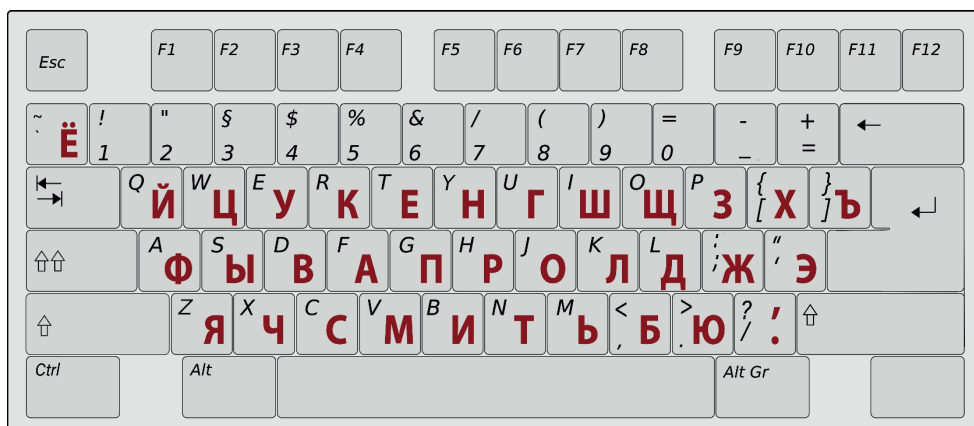 Esc F1 F2 F3 F4 F5 F6 F7 F8 F9 F10 F11 F12
~ ` Ё ! 1 " 2 § 3 $ 4 % 5 & 6 / 7 ( 8 ) 9 = 0 - _ + = ←
Q Й W Ц E У R К T Е Y Н U Г I Ш O Щ P З { [ Х } ] Ъ
A Ф S Ы D В F А G П H Р J О K Л L Д : ; Ж " ' Э
Z Я X Ч C С V М B И N Т M Ь < , Б > . Ю ? / , .
Ctrl Alt Alt Gr